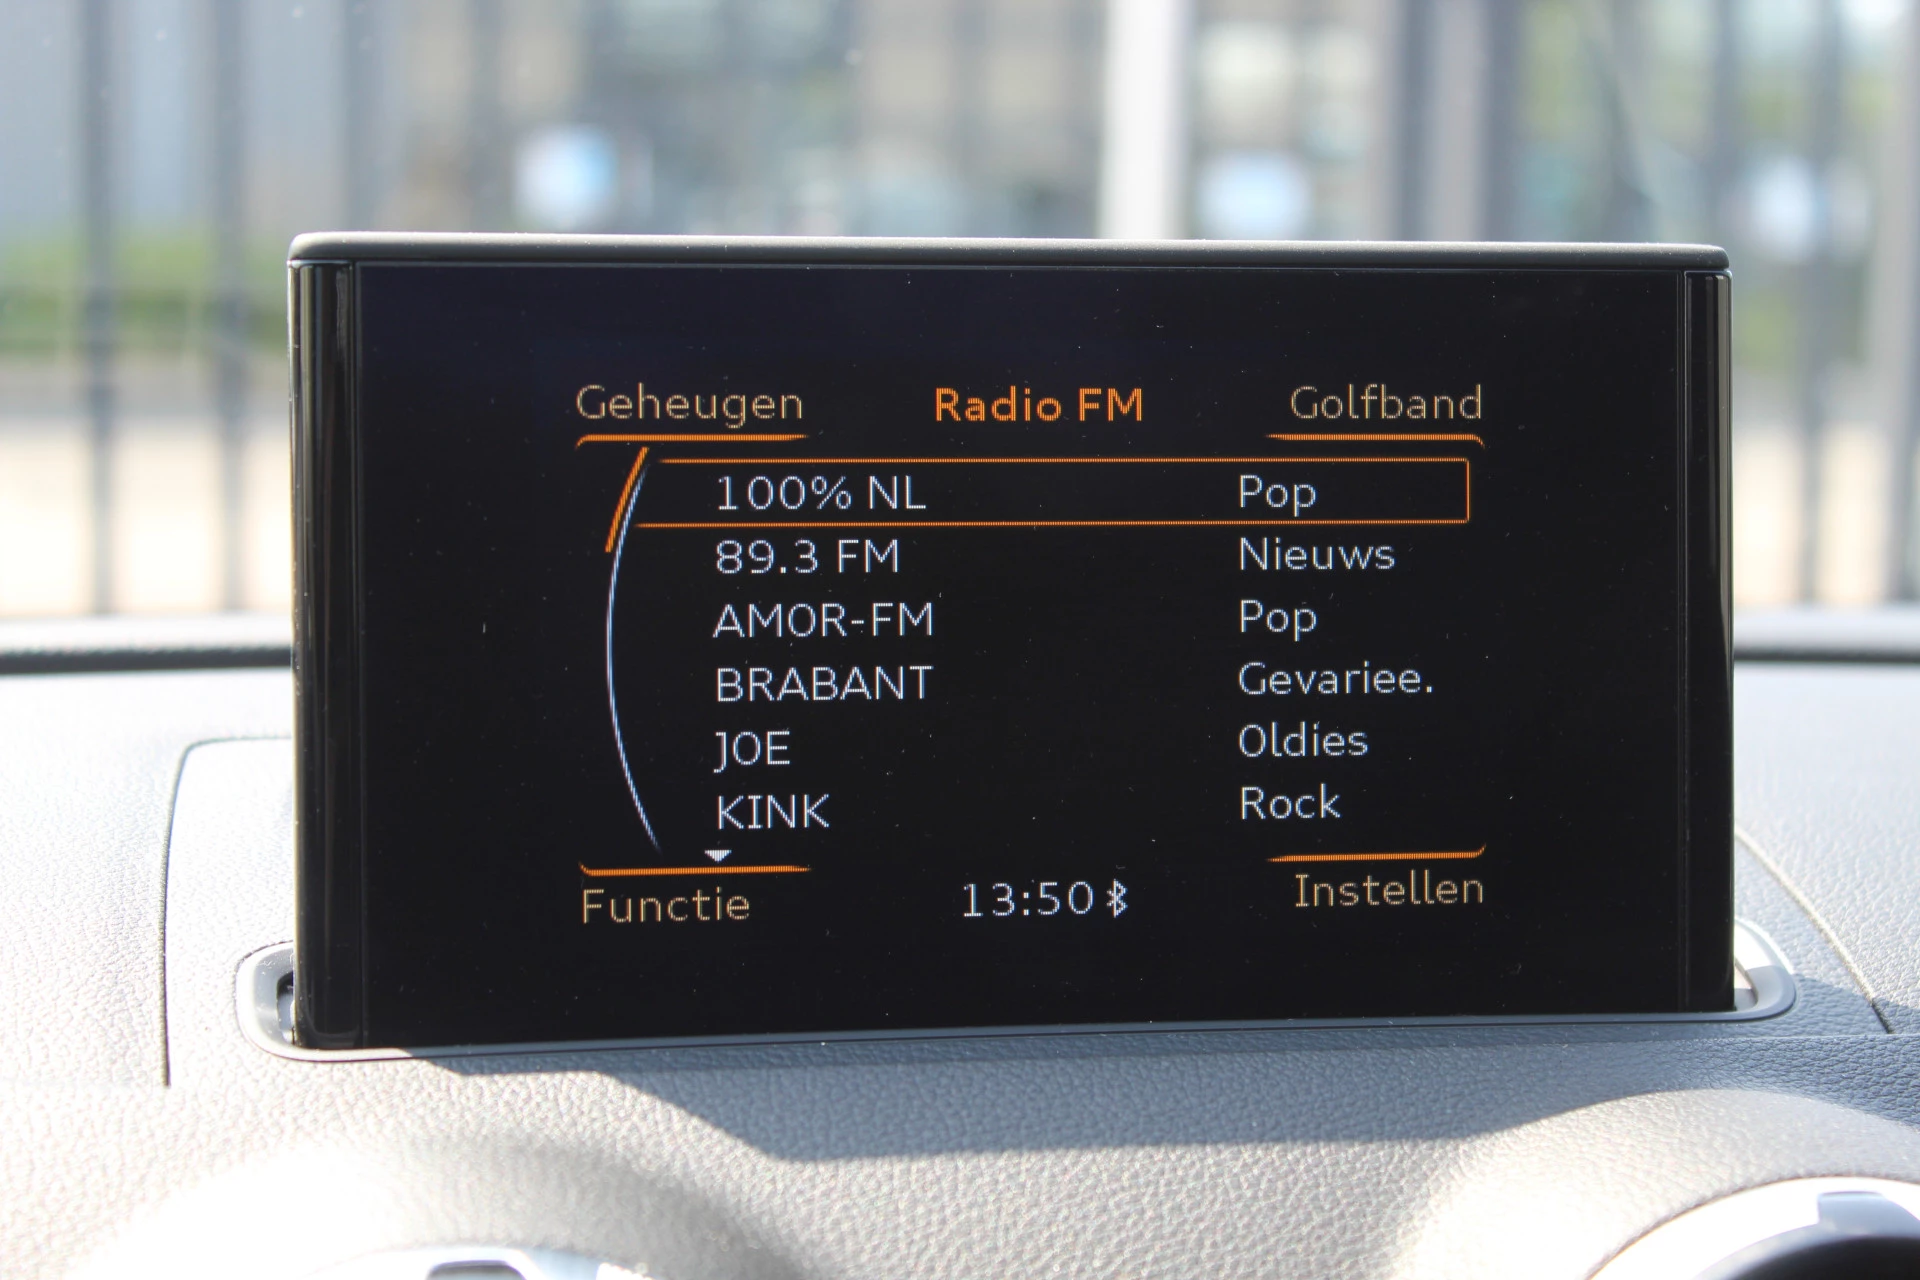 Geheugen Radio FM Golfband
100% NL Pop
89.3 FM Nieuws
AMOR-FM Pop
BRABANT Gevariee.
JOE Oldies
KINK Rock
Functie 13:50 Instellen